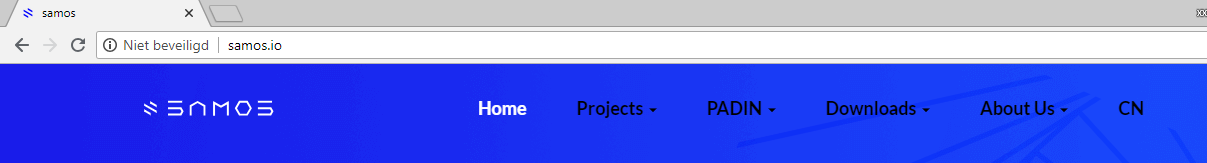 samos
Niet beveiligd samos.io
SAMOS Home Projects PADIN Downloads About Us CN